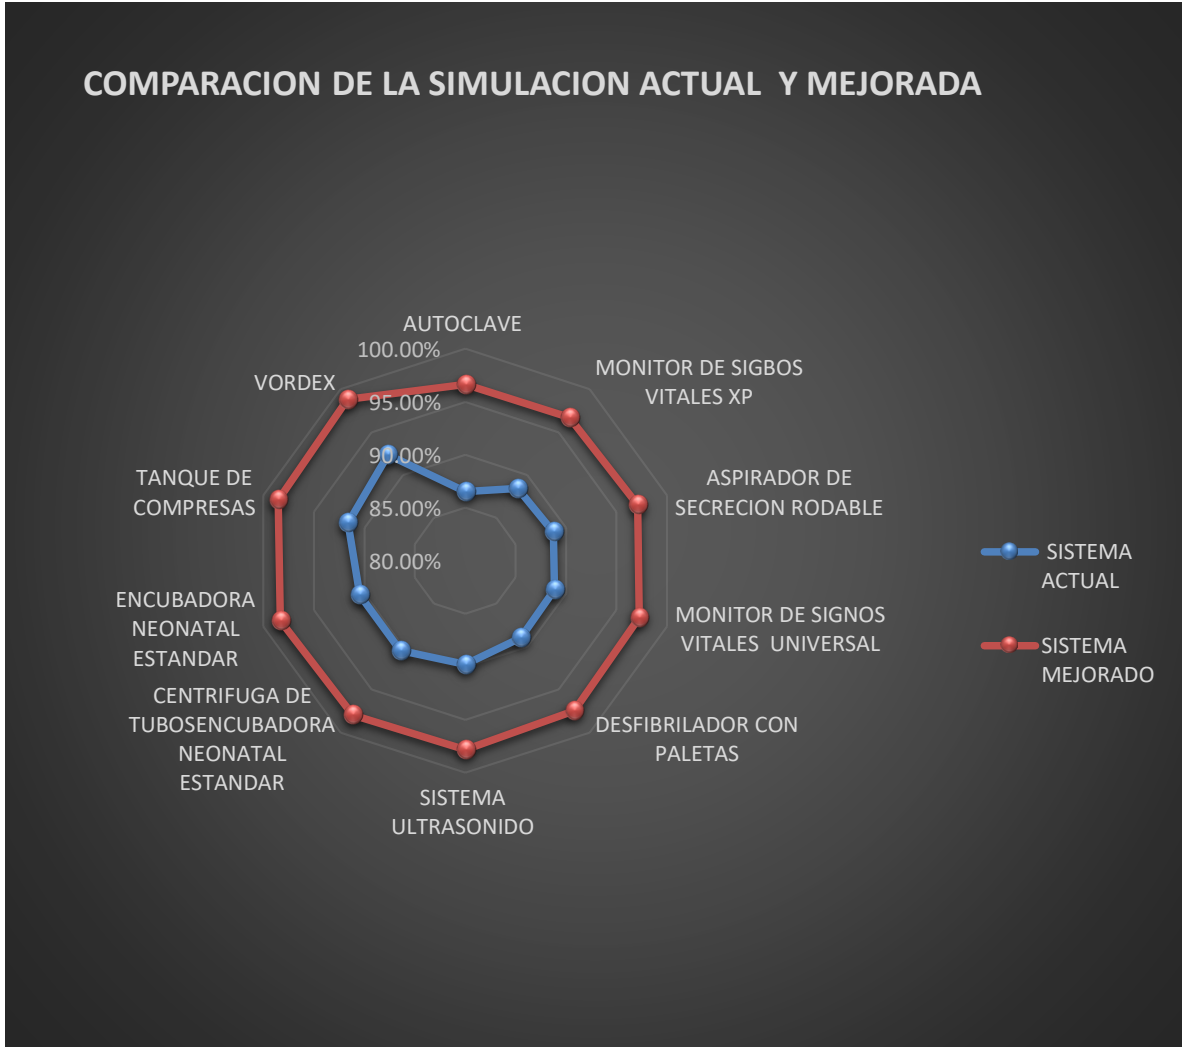 COMPARACION DE LA SIMULACION ACTUAL  Y MEJORADA
AUTOCLAVE
MONITOR DE SIGBOS
VITALES XP
ASPIRADOR DE
SECRECION RODABLE
MONITOR DE SIGNOS
VITALES  UNIVERSAL
DESFIBRILADOR CON
PALETAS
SISTEMA
ULTRASONIDO
CENTRIFUGA DE
TUBOSENCUBADORA
NEONATAL
ESTANDAR
ENCUBADORA
NEONATAL
ESTANDAR
TANQUE DE
COMPRESAS
VORDEX
100.00%
95.00%
90.00%
85.00%
80.00%
SISTEMA
ACTUAL
SISTEMA
MEJORADO